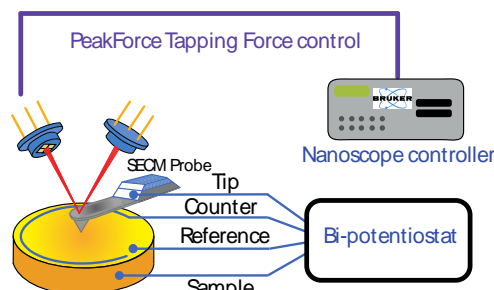 PeakForce Tapping Force control
BRUKER
Nanoscope controller
SECM Probe
Tip
Counter
Reference
Bi-potentiostat
Sample